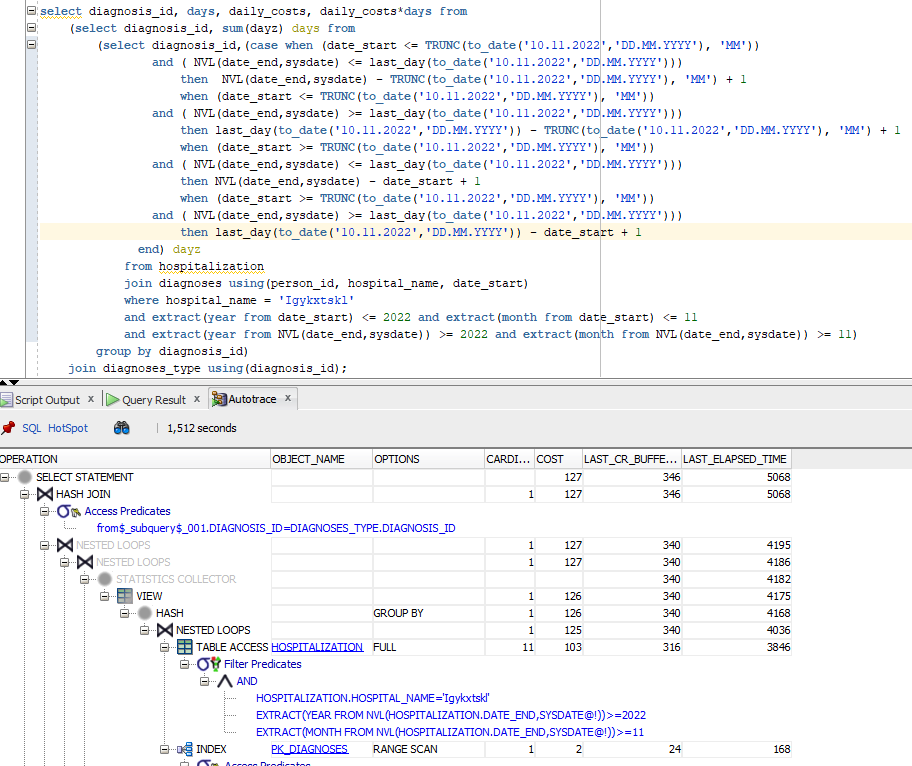 select diagnosis_id, days, daily_costs, daily_costs*days from
(select diagnosis_id, sum(dayz) days from
(select diagnosis_id,(case when (date_start <= TRUNC(to_date('10.11.2022','DD.MM.YYYY'), 'MM'))
and ( NVL(date_end,sysdate) <= last_day(to_date('10.11.2022','DD.MM.YYYY')))
then  NVL(date_end,sysdate) - TRUNC(to_date('10.11.2022','DD.MM.YYYY'), 'MM') + 1
when (date_start <= TRUNC(to_date('10.11.2022','DD.MM.YYYY'), 'MM'))
and ( NVL(date_end,sysdate) >= last_day(to_date('10.11.2022','DD.MM.YYYY')))
then last_day(to_date('10.11.2022','DD.MM.YYYY')) - TRUNC(to_date('10.11.2022','DD.MM.YYYY'), 'MM') + 1
when (date_start >= TRUNC(to_date('10.11.2022','DD.MM.YYYY'), 'MM'))
and ( NVL(date_end,sysdate) <= last_day(to_date('10.11.2022','DD.MM.YYYY')))
then NVL(date_end,sysdate) - date_start + 1
when (date_start >= TRUNC(to_date('10.11.2022','DD.MM.YYYY'), 'MM'))
and ( NVL(date_end,sysdate) >= last_day(to_date('10.11.2022','DD.MM.YYYY')))
then last_day(to_date('10.11.2022','DD.MM.YYYY')) - date_start + 1
end) dayz
from hospitalization
join diagnoses using(person_id, hospital_name, date_start)
where hospital_name = 'Igykxtskl'
and extract(year from date_start) <= 2022 and extract(month from date_start) <= 11
and extract(year from NVL(date_end,sysdate)) >= 2022 and extract(month from NVL(date_end,sysdate)) >= 11)
group by diagnosis_id)
join diagnoses_type using(diagnosis_id);
Script Output x Query Result x Autotrace x
SQL HotSpot 1,512 seconds
OPERATION OBJECT_NAME OPTIONS CARDI... COST LAST_CR_BUFFE... LAST_ELAPSED_TIME
SELECT STATEMENT 127 346 5068
HASH JOIN 1 127 346 5068
Access Predicates
from$_subquery$_001.DIAGNOSIS_ID=DIAGNOSES_TYPE.DIAGNOSIS_ID
NESTED LOOPS 1 127 340 4195
NESTED LOOPS 1 127 340 4186
STATISTICS COLLECTOR 340 4182
VIEW 1 126 340 4175
HASH GROUP BY 1 126 340 4168
NESTED LOOPS 1 125 340 4036
TABLE ACCESS HOSPITALIZATION FULL 11 103 316 3846
Filter Predicates
AND
HOSPITALIZATION.HOSPITAL_NAME='Igykxtskl'
EXTRACT(YEAR FROM NVL(HOSPITALIZATION.DATE_END,SYSDATE@!))>=2022
EXTRACT(MONTH FROM NVL(HOSPITALIZATION.DATE_END,SYSDATE@!))>=11
INDEX PK_DIAGNOSES RANGE SCAN 1 2 24 168
Access Predicates